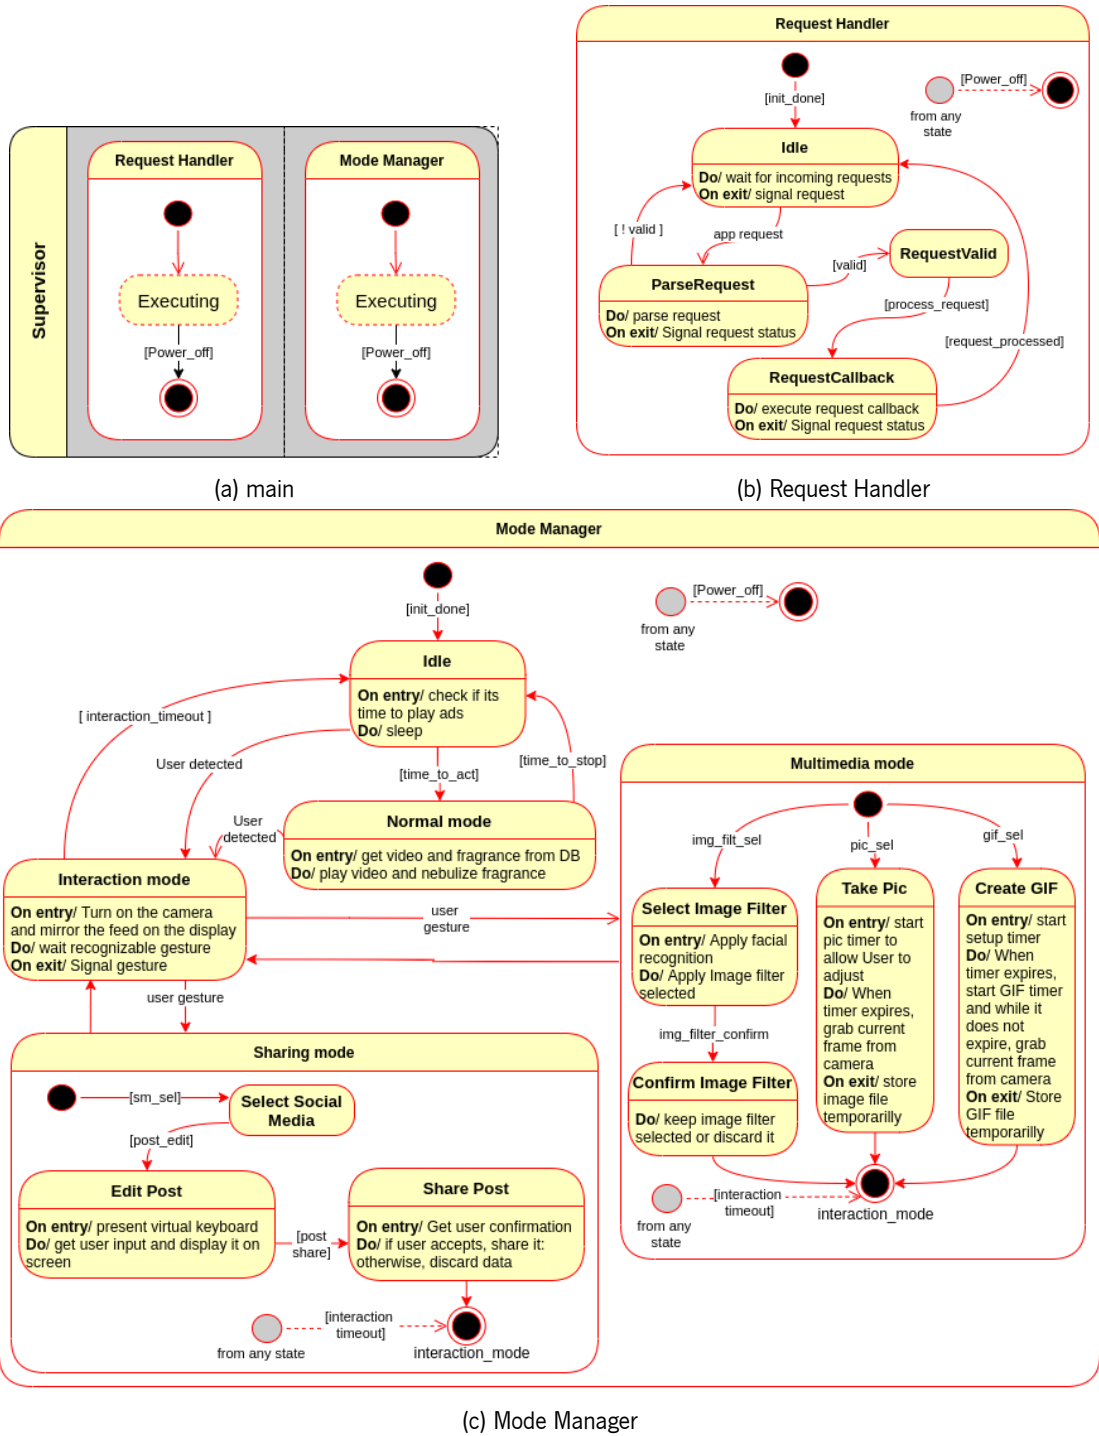 Supervisor
Request Handler
Executing
[Power_off]
Mode Manager
Executing
[Power_off]
(a) main
Request Handler
[init_done]
[Power_off]
from any
state
Idle
Do/ wait for incoming requests
On exit/ signal request
[ ! valid ]
app request
ParseRequest
Do/ parse request
On exit/ Signal request status
[valid]
RequestValid
[process_request]
[request_processed]
RequestCallback
Do/ execute request callback
On exit/ Signal request status
(b) Request Handler
Mode Manager
[init_done]
[Power_off]
from any
state
Idle
On entry/ check if its
time to play ads
Do/ sleep
[ interaction_timeout ]
User detected
[time_to_act]
[time_to_stop]
User
detected
Normal mode
On entry/ get video and fragrance from DB
Do/ play video and nebulize fragrance
Interaction mode
On entry/ Turn on the camera
and mirror the feed on the display
Do/ wait recognizable gesture
On exit/ Signal gesture
user
gesture
user gesture
Multimedia mode
img_filt_sel
pic_sel
gif_sel
Select Image Filter
On entry/ Apply facial
recognition
Do/ Apply Image filter
selected
img_filter_confirm
Confirm Image Filter
Do/ keep image filter
selected or discard it
Take Pic
On entry/ start
pic timer to
allow User to
adjust
Do/ When
timer expires,
grab current
frame from
camera
On exit/ store
image file
temporarilly
Create GIF
On entry/ start
setup timer
Do/ When
timer expires,
start GIF timer
and while it
does not
expire, grab
current frame
from camera
On exit/ Store
GIF file
temporarilly
[interaction
timeout]
from any
state
interaction_mode
Sharing mode
[sm_sel]
Select Social
Media
[post_edit]
Edit Post
On entry/ present virtual keyboard
Do/ get user input and display it on
screen
[post
share]
Share Post
On entry/ Get user confirmation
Do/ if user accepts, share it:
otherwise, discard data
[interaction
timeout]
from any state
interaction_mode
(c) Mode Manager